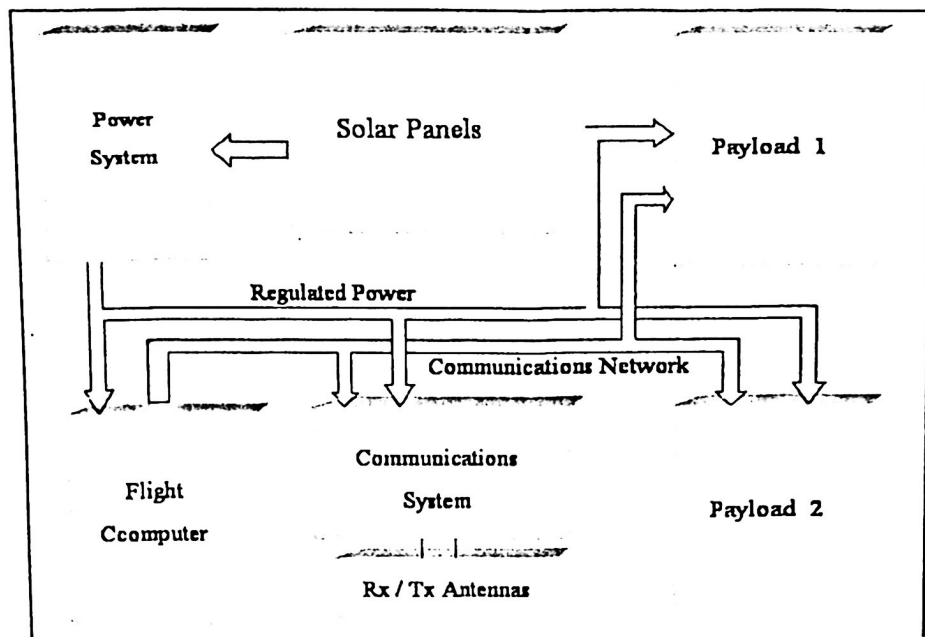 Power
System
Solar Panels
Payload 1
Regulated Power
Communications Network
Flight
Ccomputer
Communications
System
Rx / Tx Antennas
Payload 2